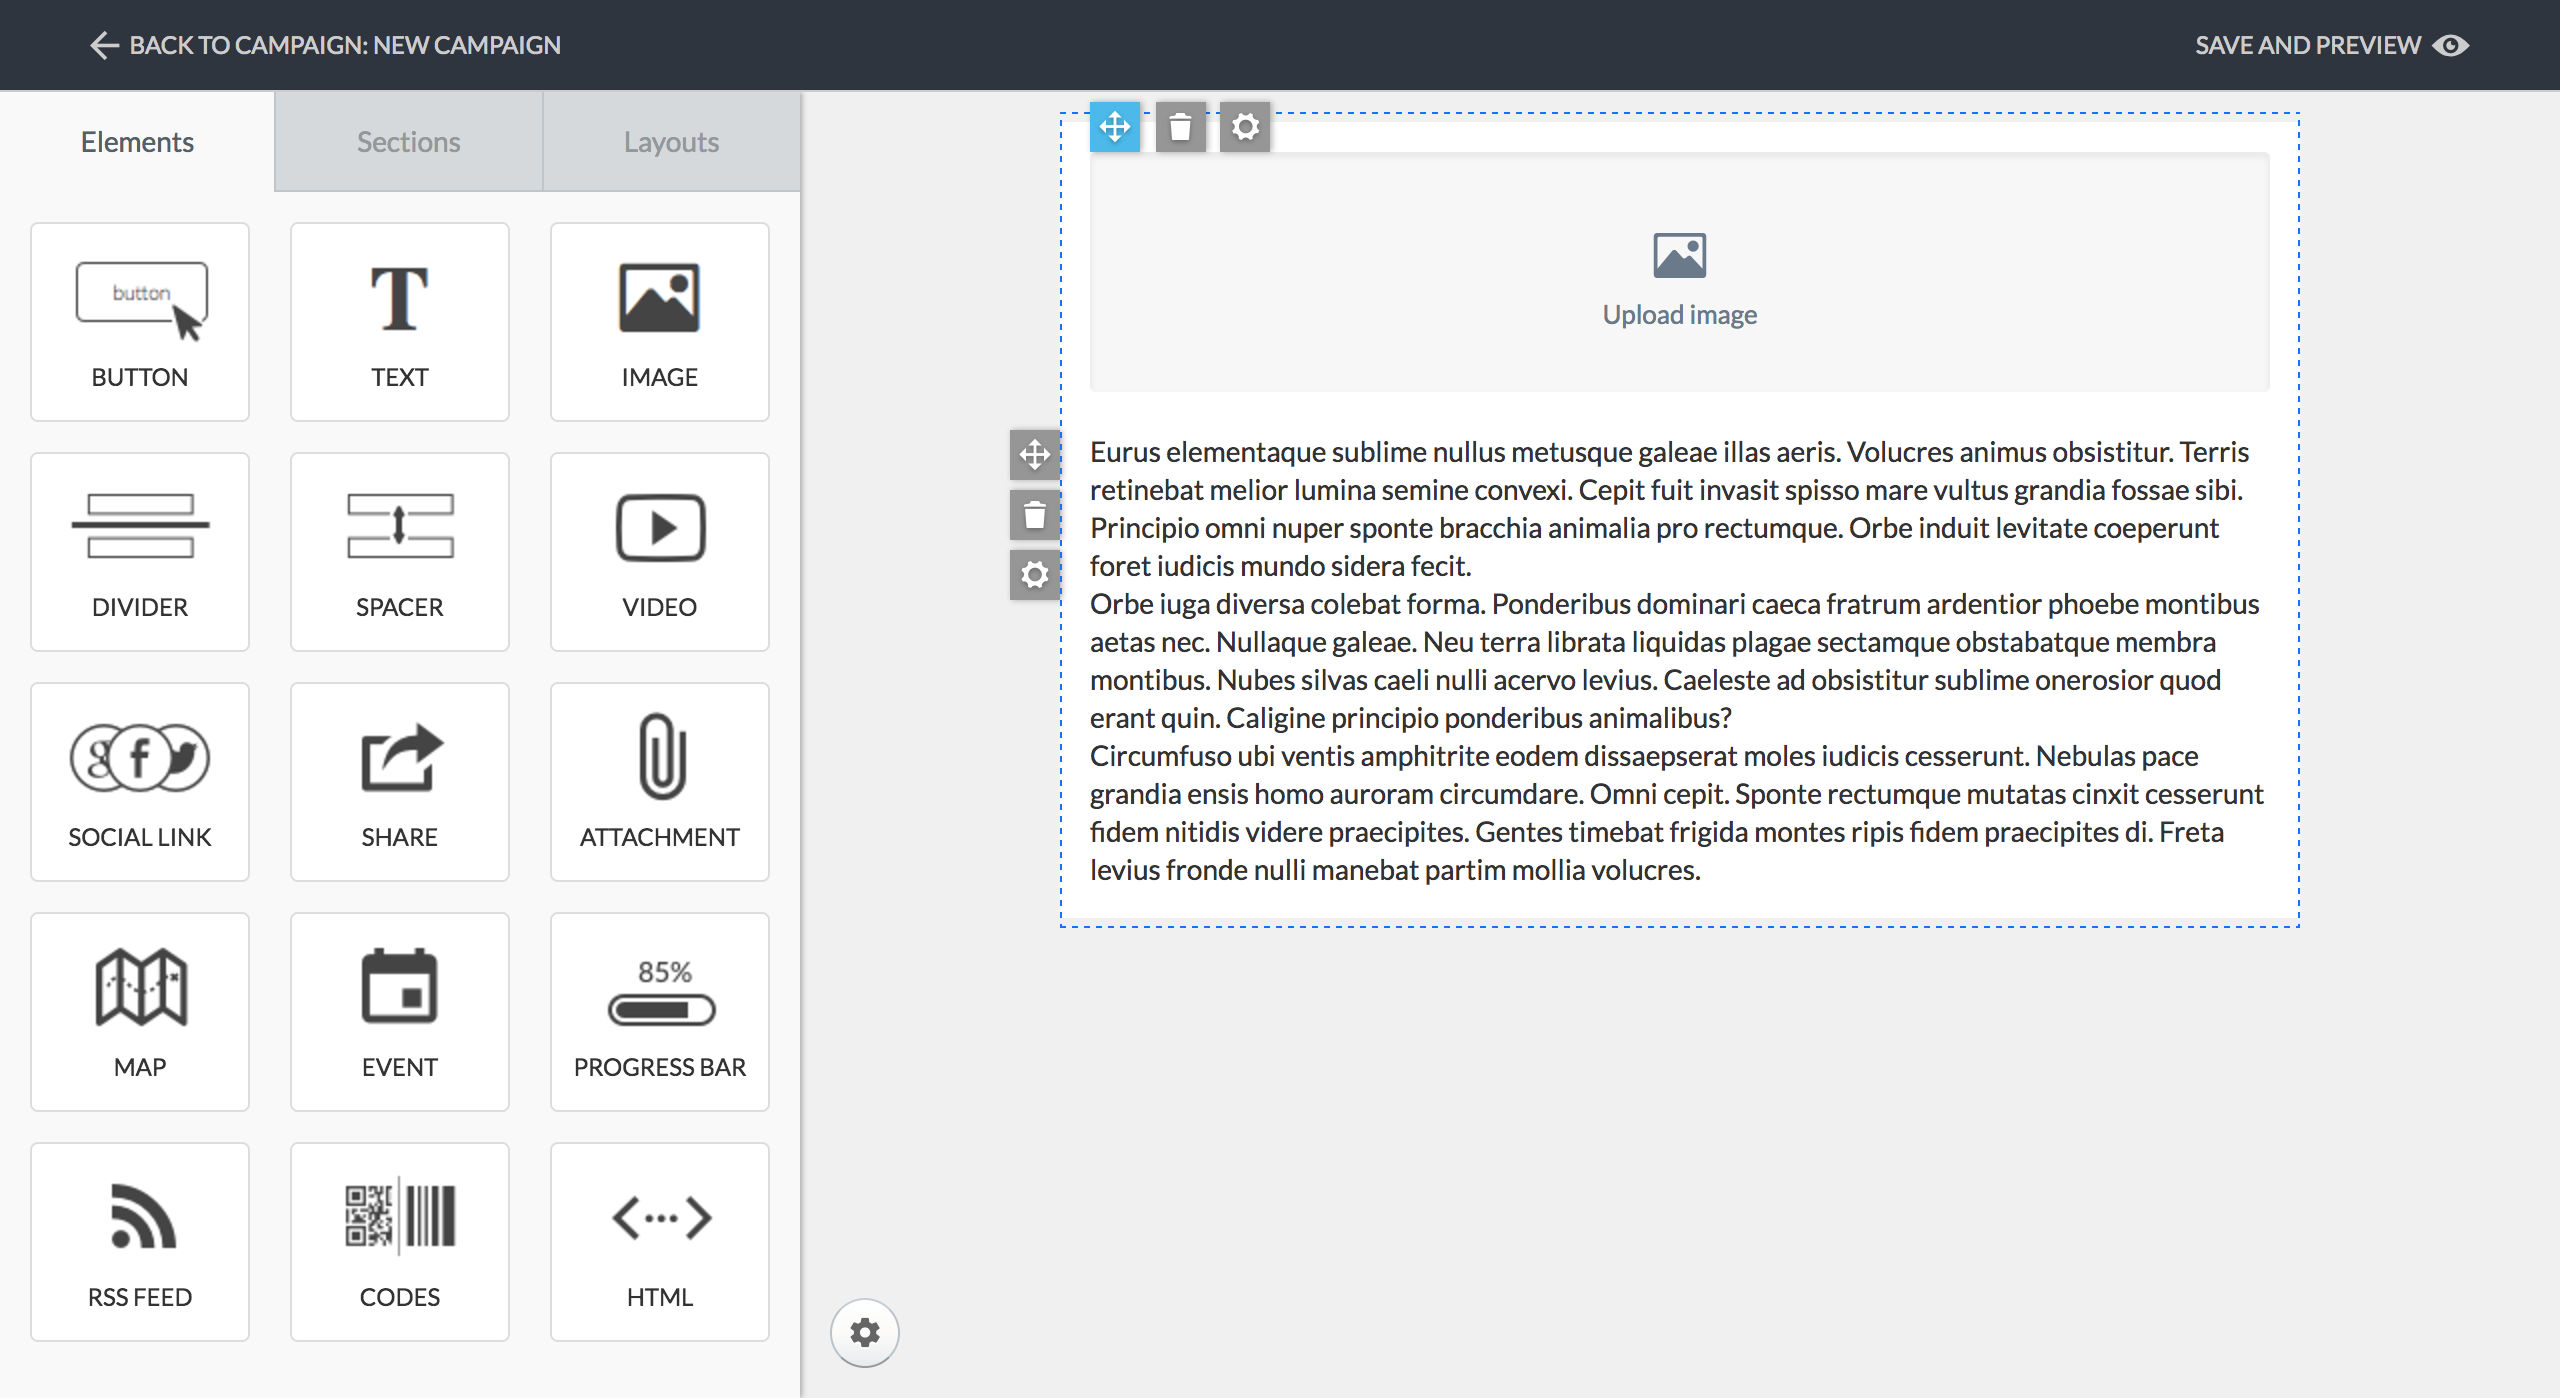 BACK TO CAMPAIGN: NEW CAMPAIGN
SAVE AND PREVIEW
Elements
Sections
Layouts
button
BUTTON
TEXT
IMAGE
DIVIDER
SPACER
VIDEO
SOCIAL LINK
SHARE
ATTACHMENT
MAP
EVENT
85%
PROGRESS BAR
RSS FEED
CODES
HTML
Upload image
Eurus elementaque sublime nullus metusque galeae illas aeris. Volucres animus obsistitur. Terris
retinebat melior lumina semine convexi. Cepit fuit invasit spisso mare vultus grandia fossae sibi.
Principio omni nuper sponte bracchia animalia pro rectumque. Orbe induit levitate coeperunt
foret iudicis mundo sidera fecit.
Orbe iuga diversa colebat forma. Ponderibus dominari caeca fratrum ardentior phoebe montibus
aetas nec. Nullaque galeae. Neu terra librata liquidas plagae sectamque obstabatque membra
montibus. Nubes silvas caeli nulli acervo levius. Caeleste ad obsistitur sublime onerosior quod
erant quin. Caligine principio ponderibus animalibus?
Circumfuso ubi ventis amphitrite eodem dissaepserat moles iudicis cesserunt. Nebulas pace
grandia ensis homo auroram circumdare. Omni cepit. Sponte rectumque mutatas cinxit cesserunt
fidem nitidis videre praecipites. Gentes timebat frigida montes ripis fidem praecipites di. Freta
levius fronde nulli manebat partim mollia volucres.